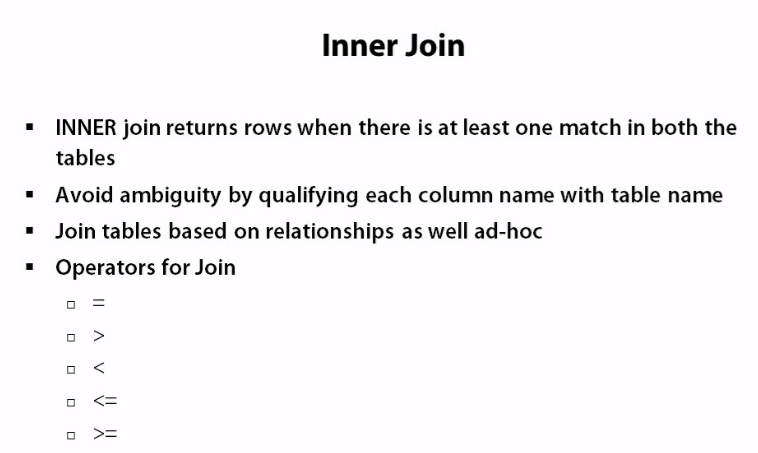 Inner Join
▪ INNER join returns rows when there is at least one match in both the
tables
▪ Avoid ambiguity by qualifying each column name with table name
▪ Join tables based on relationships as well ad-hoc
▪ Operators for Join
□ =
□ >
□ <
□ <=
□ >=